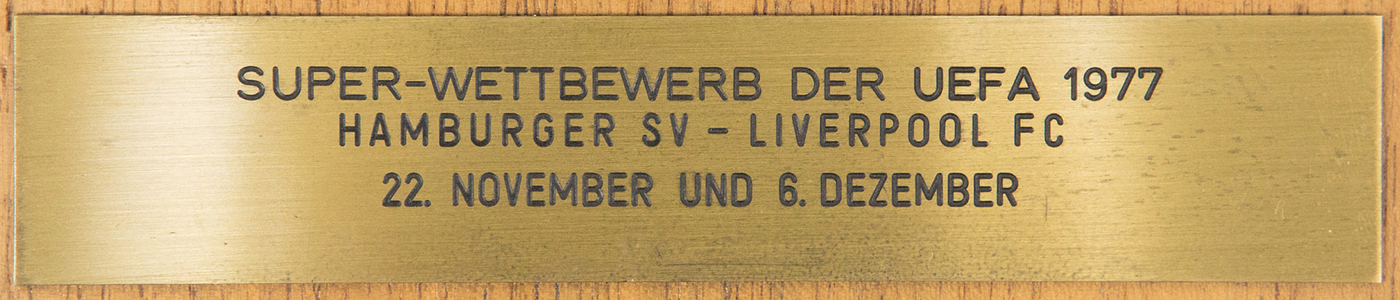 SUPER-WETTBEWERB DER UEFA 1977
HAMBURGER SV – LIVERPOOL FC
22. NOVEMBER UND 6. DEZEMBER